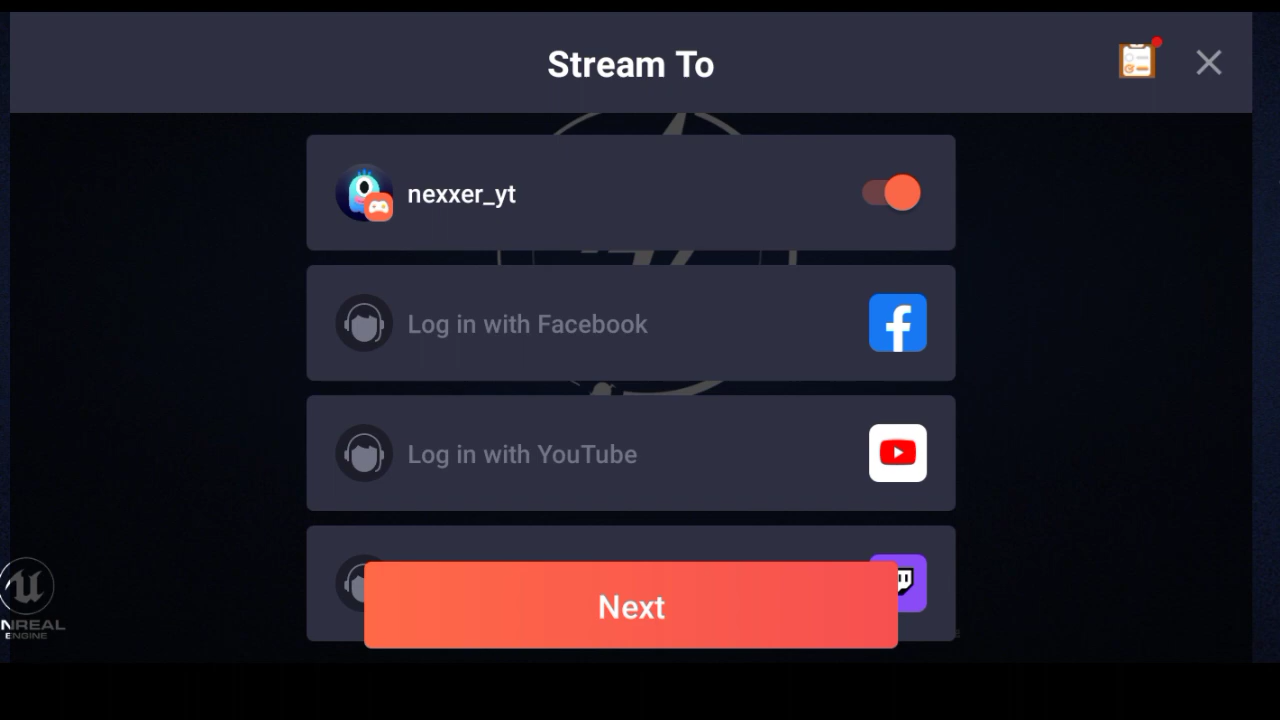 Stream To
nexxer_yt
Log in with Facebook
Log in with YouTube
Next
NREAL
ENGINE